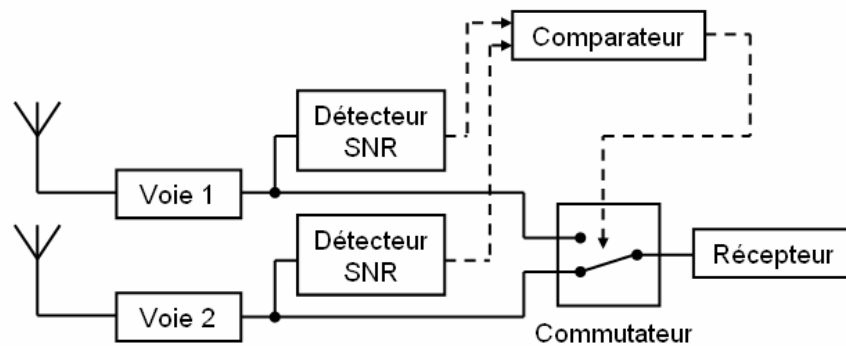 Comparateur
Détecteur
SNR
Voie 1
Détecteur
SNR
Récepteur
Voie 2
Commutateur